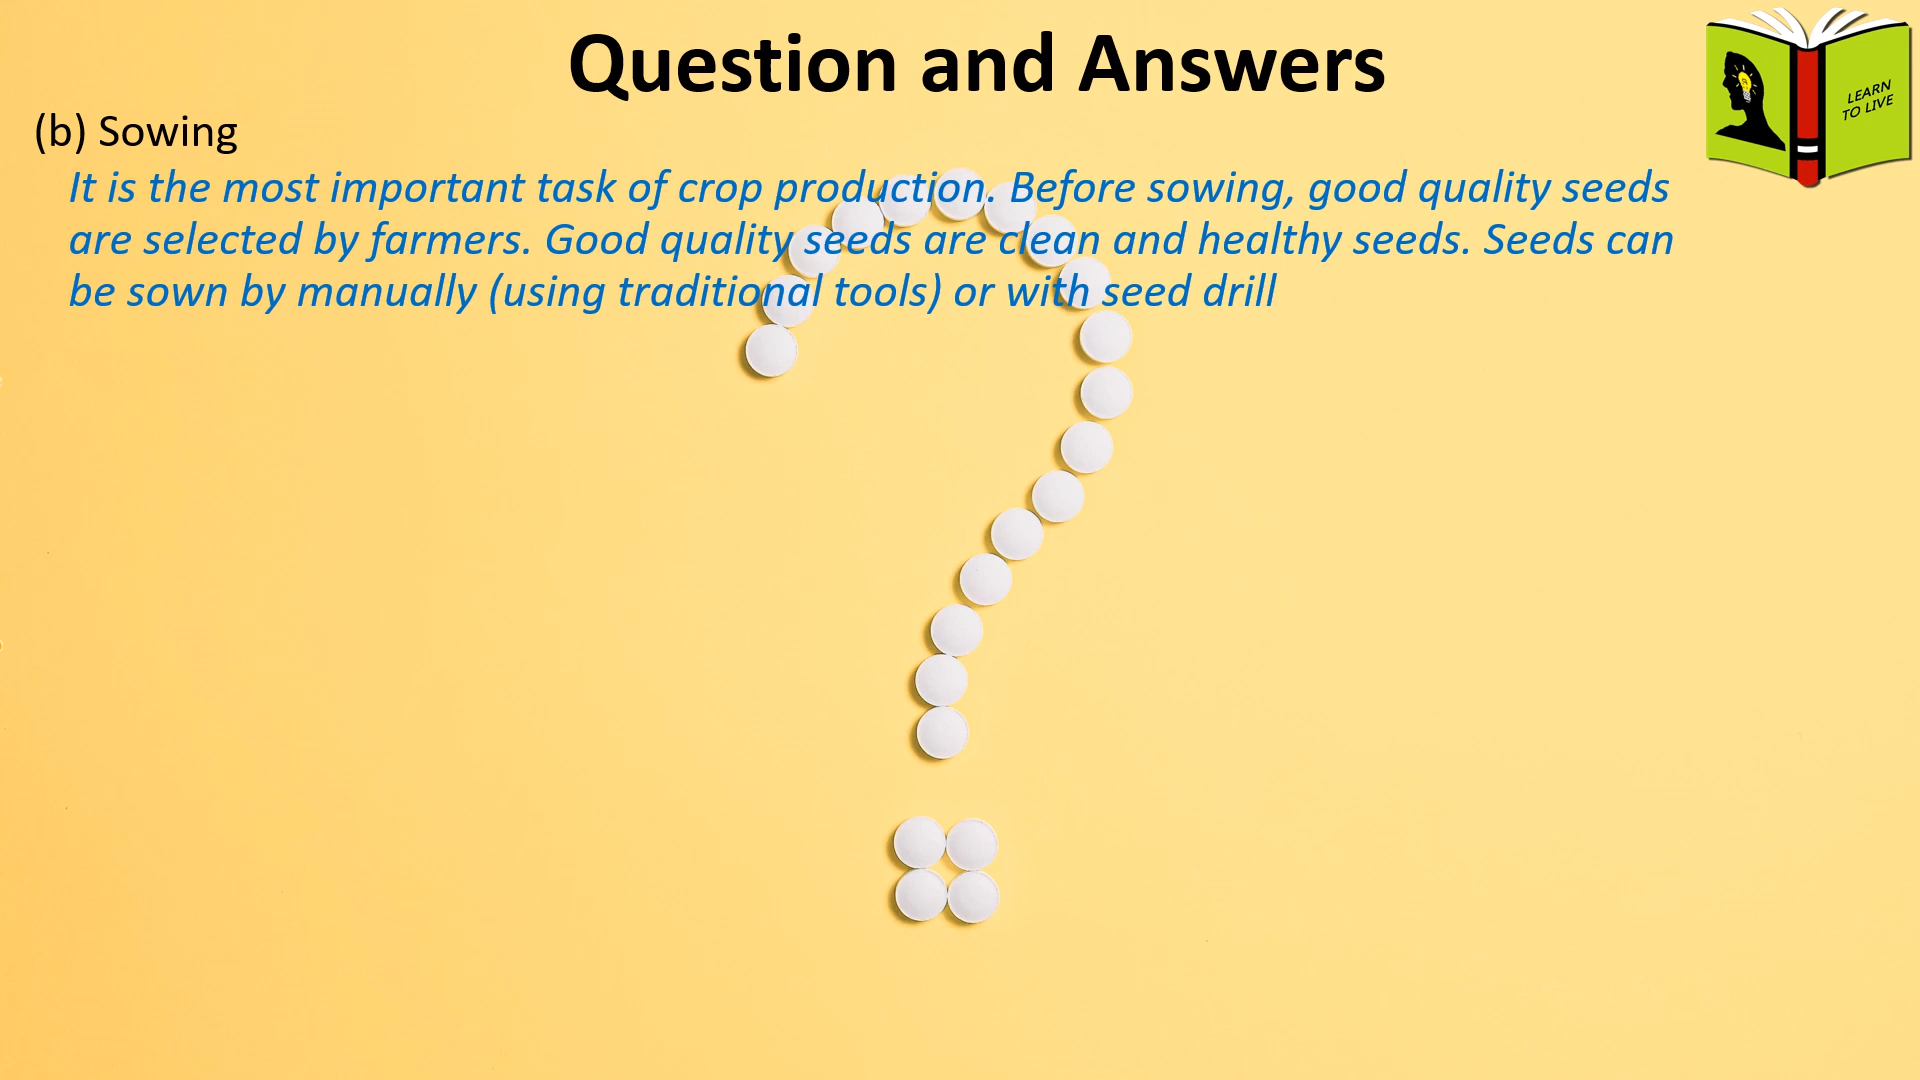 Question and Answers
LEARN
TO LIVE
(b) Sowing
It is the most important task of crop production. Before sowing, good quality seeds
are selected by farmers. Good quality seeds are clean and healthy seeds. Seeds can
be sown by manually (using traditional tools) or with seed drill